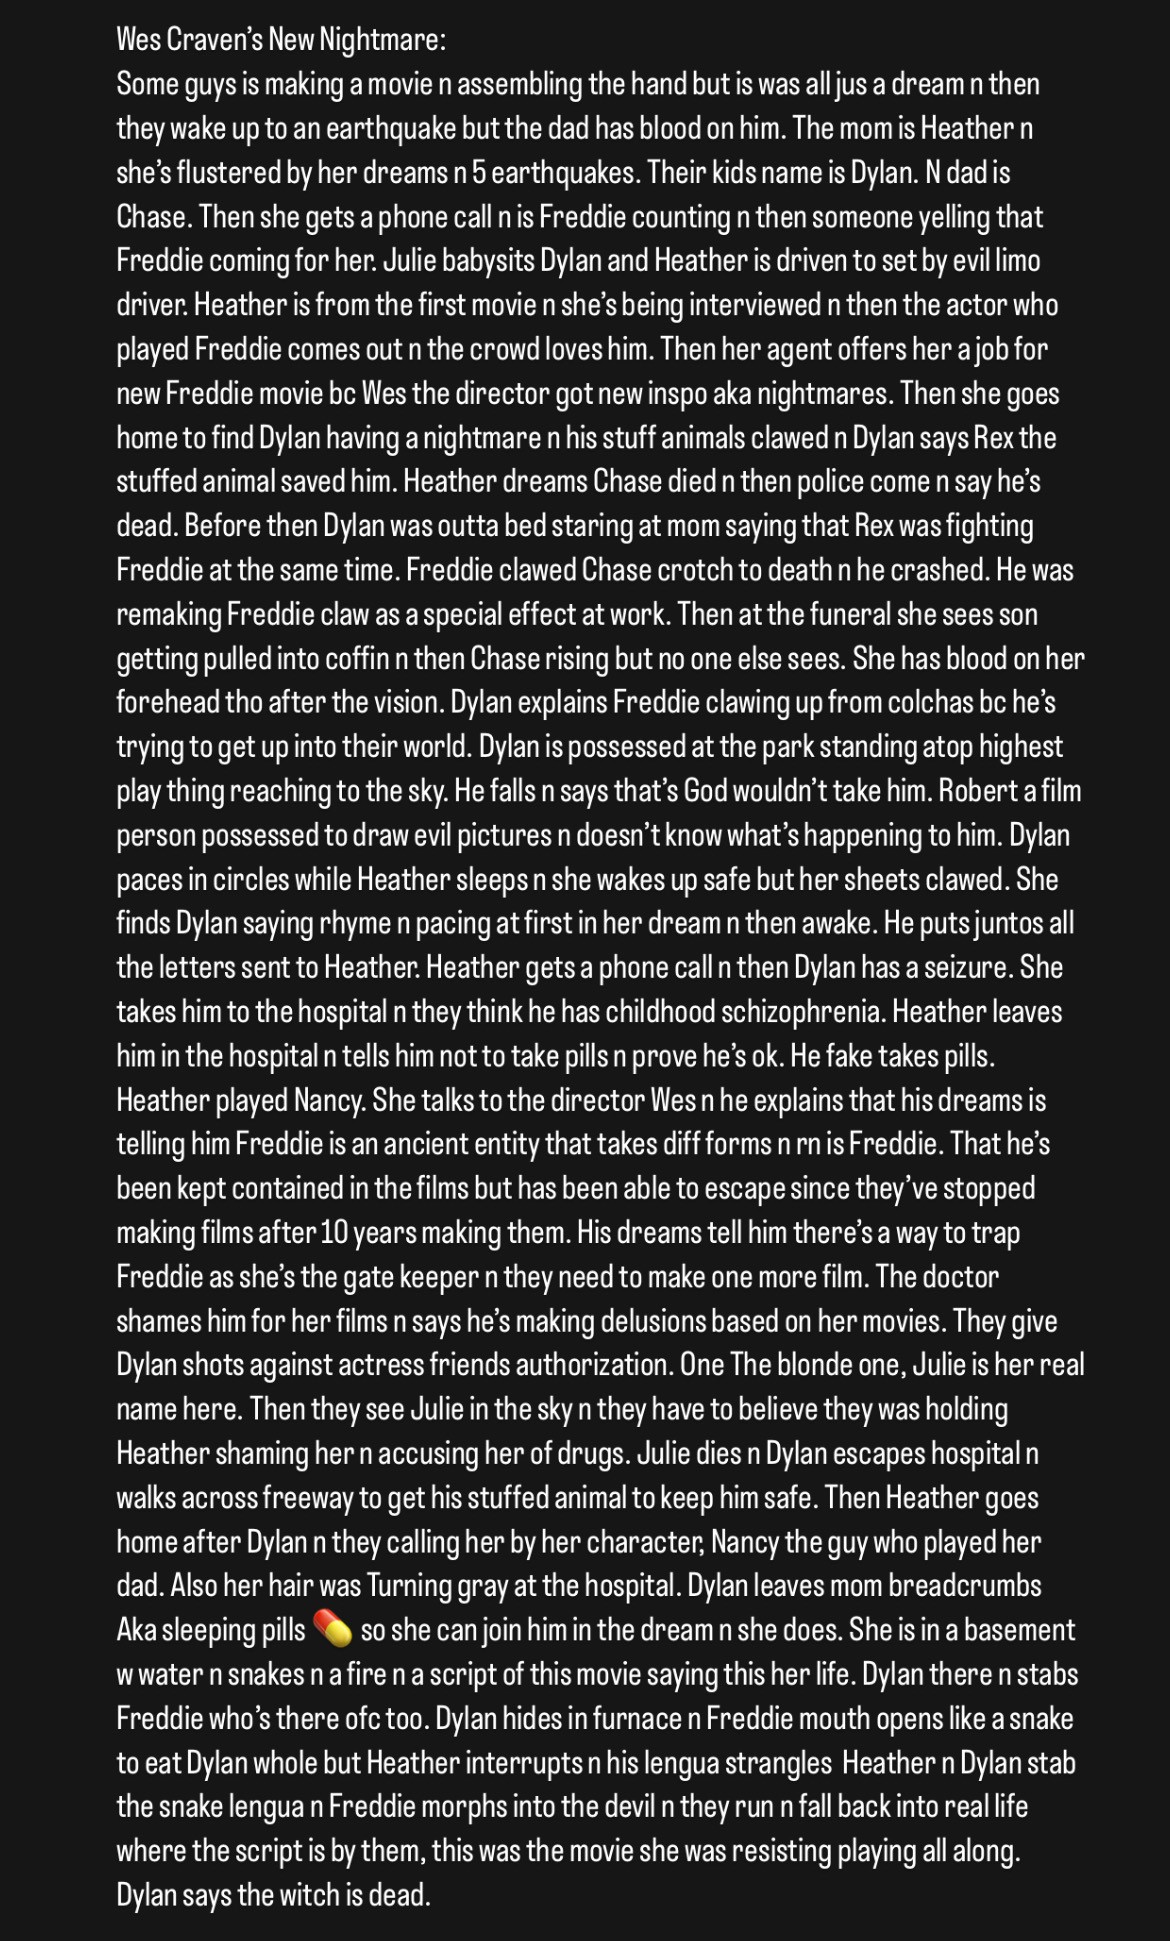 Wes Craven’s New Nightmare:
Some guys is making a movie n assembling the hand but is was all jus a dream n then
they wake up to an earthquake but the dad has blood on him. The mom is Heather n
she’s flustered by her dreams n 5 earthquakes. Their kids name is Dylan. N dad is
Chase. Then she gets a phone call n is Freddie counting n then someone yelling that
Freddie coming for her. Julie babysits Dylan and Heather is driven to set by evil limo
driver. Heather is from the first movie n she’s being interviewed n then the actor who
played Freddie comes out n the crowd loves him. Then her agent offers her a job for
new Freddie movie bc Wes the director got new inspo aka nightmares. Then she goes
home to find Dylan having a nightmare n his stuff animals clawed n Dylan says Rex the
stuffed animal saved him. Heather dreams Chase died n then police come n say he’s
dead. Before then Dylan was outta bed staring at mom saying that Rex was fighting
Freddie at the same time. Freddie clawed Chase crotch to death n he crashed. He was
remaking Freddie claw as a special effect at work. Then at the funeral she sees son
getting pulled into coffin n then Chase rising but no one else sees. She has blood on her
forehead tho after the vision. Dylan explains Freddie clawing up from colchas bc he’s
trying to get up into their world. Dylan is possessed at the park standing atop highest
play thing reaching to the sky. He falls n says that’s God wouldn’t take him. Robert a film
person possessed to draw evil pictures n doesn’t know what’s happening to him. Dylan
paces in circles while Heather sleeps n she wakes up safe but her sheets clawed. She
finds Dylan saying rhyme n pacing at first in her dream n then awake. He puts juntos all
the letters sent to Heather. Heather gets a phone call n then Dylan has a seizure. She
takes him to the hospital n they think he has childhood schizophrenia. Heather leaves
him in the hospital n tells him not to take pills n prove he’s ok. He fake takes pills.
Heather played Nancy. She talks to the director Wes n he explains that his dreams is
telling him Freddie is an ancient entity that takes diff forms n rn is Freddie. That he’s
been kept contained in the films but has been able to escape since they’ve stopped
making films after 10 years making them. His dreams tell him there’s a way to trap
Freddie as she’s the gate keeper n they need to make one more film. The doctor
shames him for her films n says he’s making delusions based on her movies. They give
Dylan shots against actress friends authorization. One The blonde one, Julie is her real
name here. Then they see Julie in the sky n they have to believe they was holding
Heather shaming her n accusing her of drugs. Julie dies n Dylan escapes hospital n
walks across freeway to get his stuffed animal to keep him safe. Then Heather goes
home after Dylan n they calling her by her character, Nancy the guy who played her
dad. Also her hair was Turning gray at the hospital. Dylan leaves mom breadcrumbs
Aka sleeping pills 💊 so she can join him in the dream n she does. She is in a basement
w water n snakes n a fire n a script of this movie saying this her life. Dylan there n stabs
Freddie who’s there ofc too. Dylan hides in furnace n Freddie mouth opens like a snake
to eat Dylan whole but Heather interrupts n his lengua strangles Heather n Dylan stab
the snake lengua n Freddie morphs into the devil n they run n fall back into real life
where the script is by them, this was the movie she was resisting playing all along.
Dylan says the witch is dead.